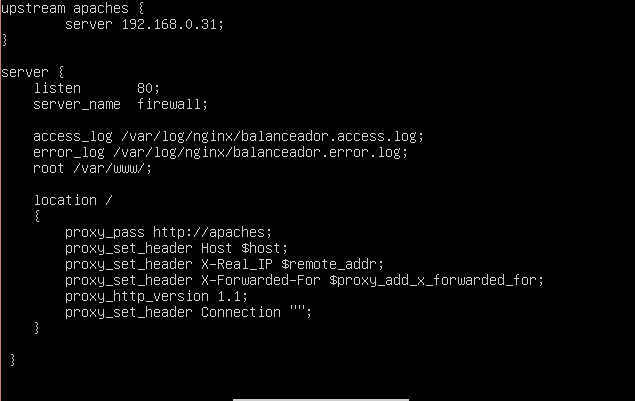 upstream apaches {
        server 192.168.0.31;
}
server {
    listen       80;
    server_name  firewall;
    access_log /var/log/nginx/balanceador.access.log;
    error_log /var/log/nginx/balanceador.error.log;
    root /var/www/;
    location /
    {
        proxy_pass http://apaches;
        proxy_set_header Host $host;
        proxy_set_header X-Real_IP $remote_addr;
        proxy_set_header X-Forwarded-For $proxy_add_x_forwarded_for;
        proxy_http_version 1.1;
        proxy_set_header Connection "";
    }
 }